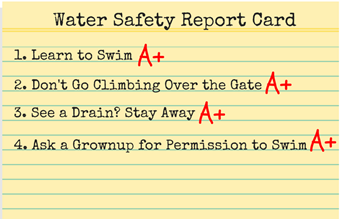 Water Safety Report Card
1. Learn to Swim A+
2. Don't Go Climbing Over the Gate A+
3. See a Drain? Stay Away A+
4. Ask a Grownup for Permission to Swim A+